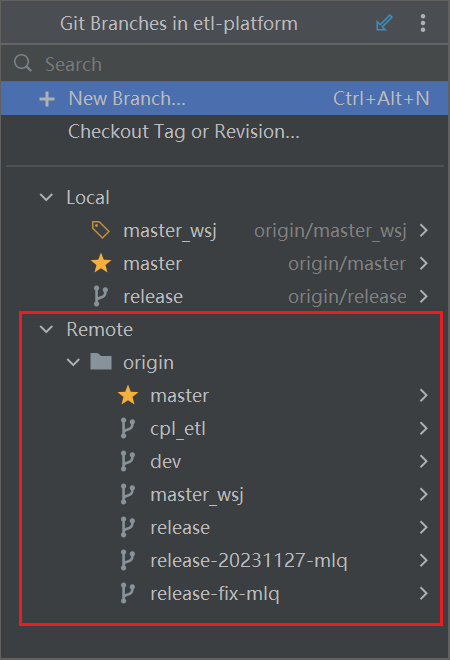 Git Branches in etl-platform
Search
New Branch... Ctrl+Alt+N
Checkout Tag or Revision...
Local
master_wsj origin/master_wsj
master origin/master
release origin/release
Remote
origin
master
cpl_etl
dev
master_wsj
release
release-20231127-mlq
release-fix-mlq